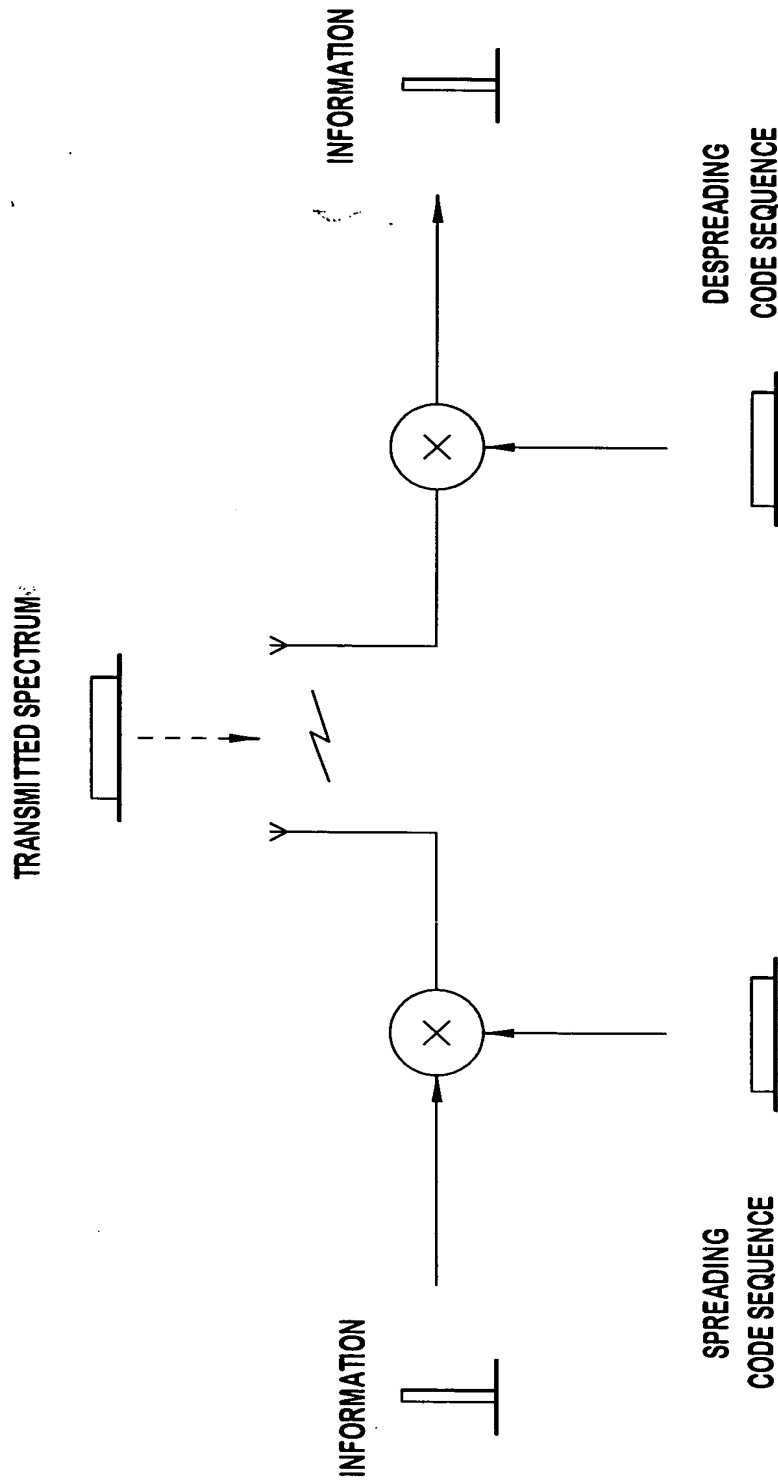 TRANSMITTED SPECTRUM
INFORMATION
INFORMATION
SPREADING
CODE SEQUENCE
DESPREADING
CODE SEQUENCE